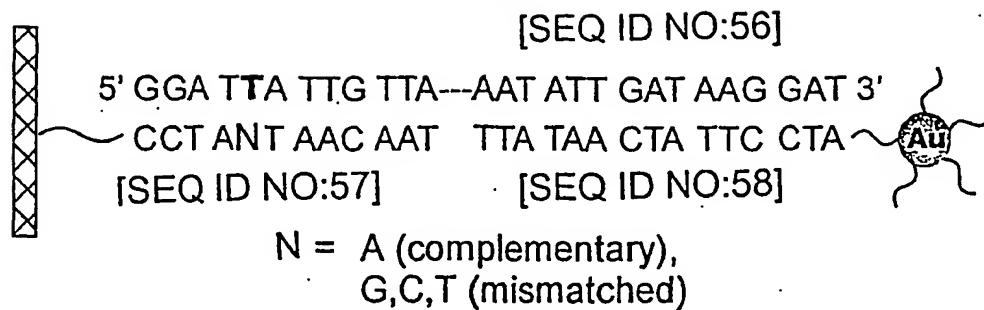 [SEQ ID NO:56]
5' GGA TTA TTG TTA---AAT ATT GAT AAG GAT 3'
CCT ANT AAC AAT TTA TAA CTA TTC CTA
Au
[SEQ ID NO:57] [SEQ ID NO:58]
N = A (complementary),
G,C,T (mismatched)